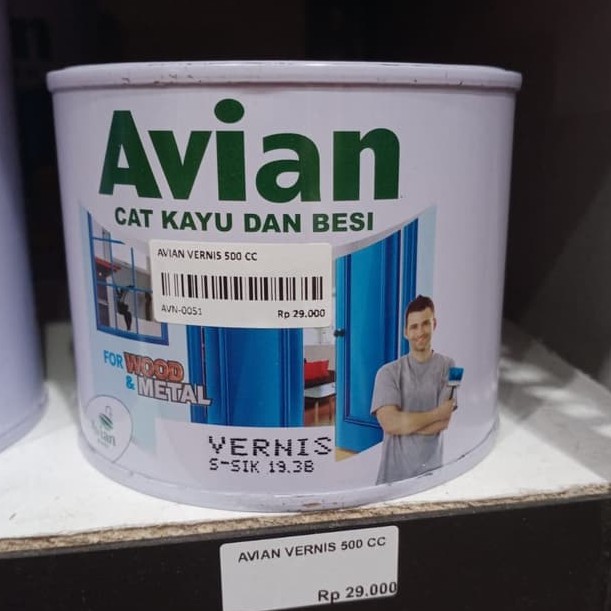 Avian
CAT KAYU DAN BESI
AVIAN VERNIS 500 CC
AVN-0051
Rp 29.000
FOR WOOD
& METAL
Avian
VERNIS
S-SIK 19.3B
AVIAN VERNIS 500 CC
Rp 29.000